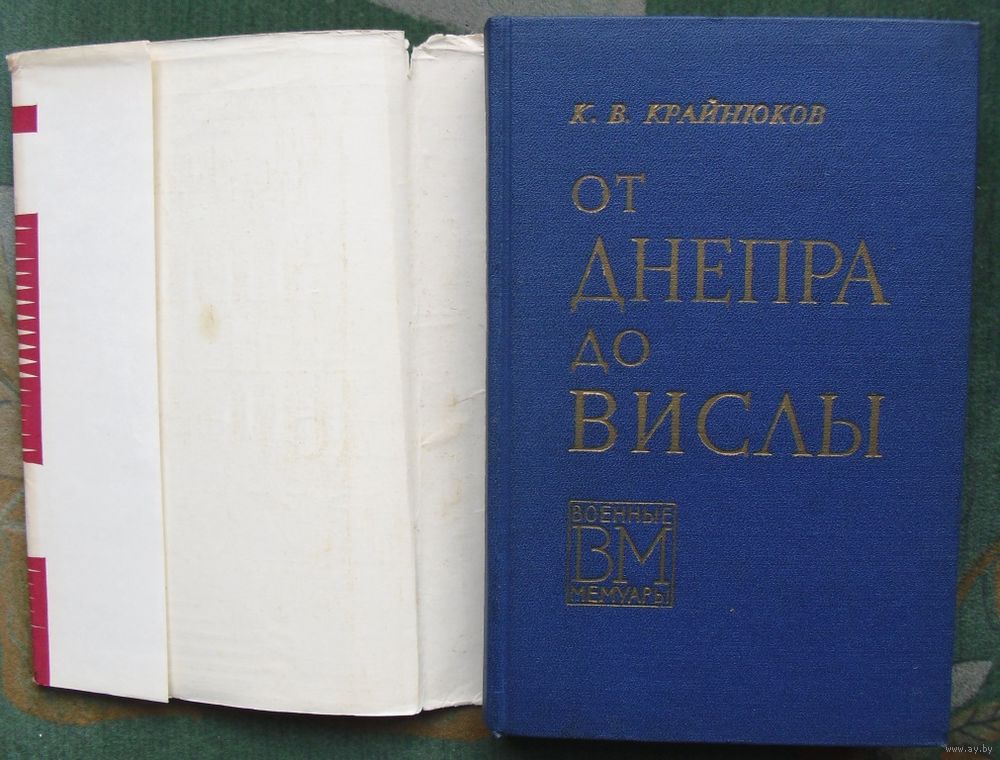 К. В. КРАЙНЮКОВ
ОТ
ДНЕПРА
ДО
ВИСЛЫ
ВОЕННЫЕ
ВМ
МЕМУАРЫ
www.ay.by